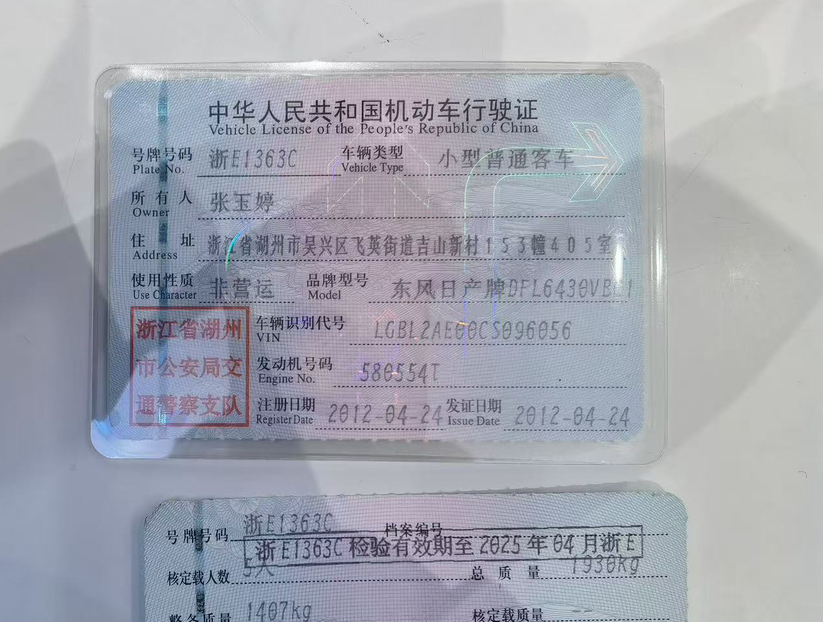 中华人民共和国机动车行驶证
Vehicle License of the People's Republic of China
号牌号码 浙E1363C 车辆类型 小型普通客车
Plate No. Vehicle Type
所有人 张玉婷
Owner
住址 浙江省湖州市吴兴区飞英街道吉山新村153幢405室
Address
使用性质 非营运 品牌型号 东风日产牌DFL6430VB
Use Character Model
浙江省湖州
市公安局交
通警察支队
车辆识别代号 LGBL2AE00CS096056
VIN
发动机号码 580554T
Engine No.
注册日期 2012-04-24 发证日期 2012-04-24
Register Date Issue Date
号牌号码 浙E1363C 档案编号
浙E1363C 检验有效期至 2025 年 04 月浙E
核定载人数 5人 总质量 1930kg
整备质量 1407kg 核定载质量 --